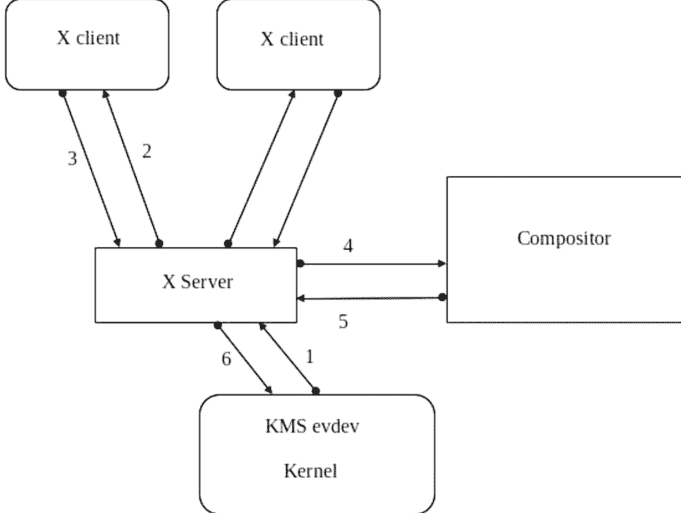 X client
X client
3
2
4
Compositor
X Server
5
6
1
KMS evdev
Kernel